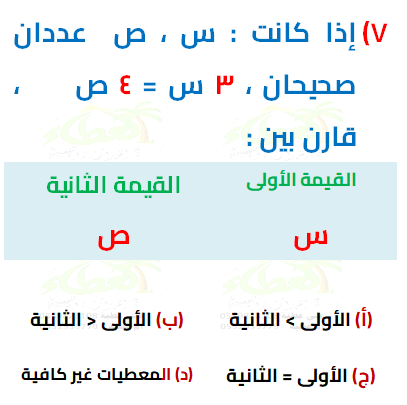 ٧) إذا كانت : س ، ص عددان
صحيحان ، ٣ س = ٤ ص ،
قارن بين :
القيمة الأولى القيمة الثانية
س ص
(أ) الأولى > الثانية (ب) الأولى < الثانية
(ج) الأولى = الثانية (د) المعطيات غير كافية